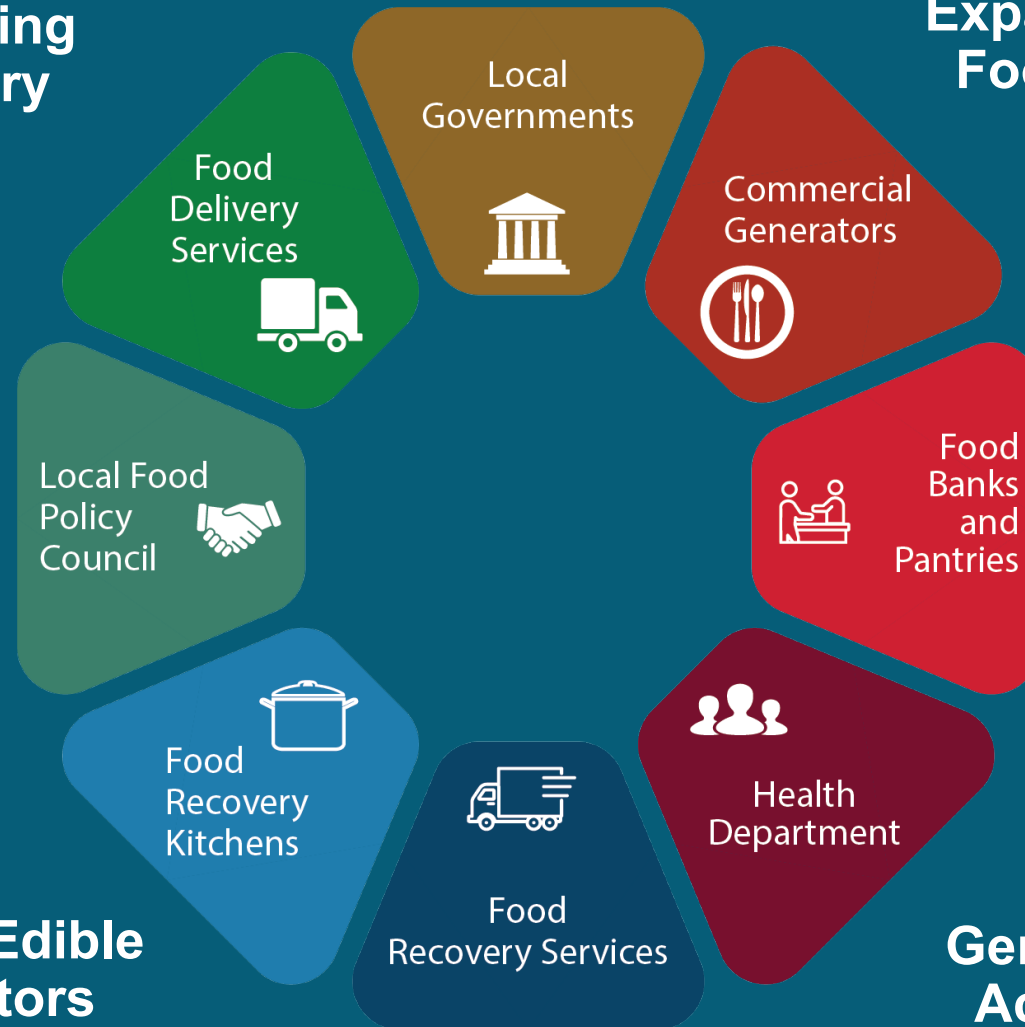 Local
Governments
Commercial
Generators
Food
Banks
and
Pantries
Health
Department
Food
Recovery Services
Food
Recovery
Kitchens
Local Food
Policy
Council
Food
Delivery
Services
Edible